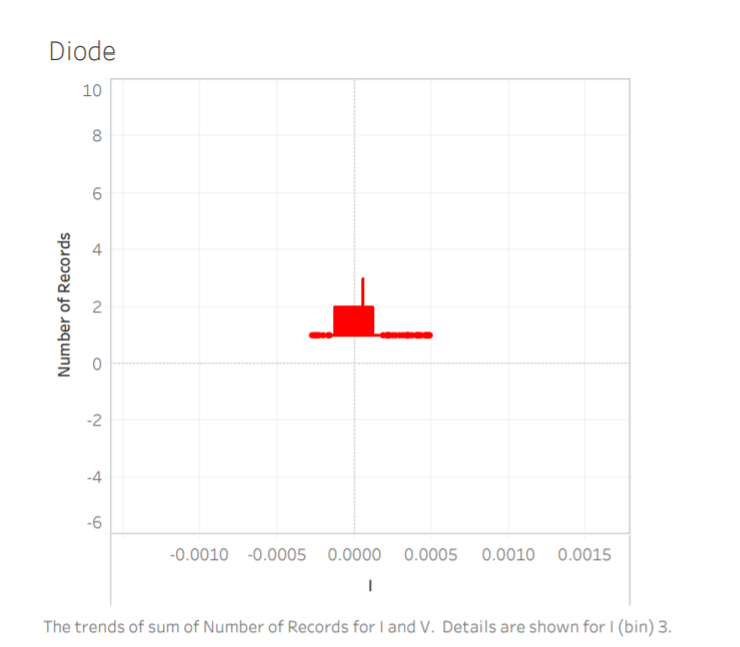 Diode
10
8
6
4
2
0
-2
-4
-6
Number of Records
-0.0010 -0.0005 0.0000 0.0005 0.0010 0.0015
I
The trends of sum of Number of Records for I and V. Details are shown for I (bin) 3.